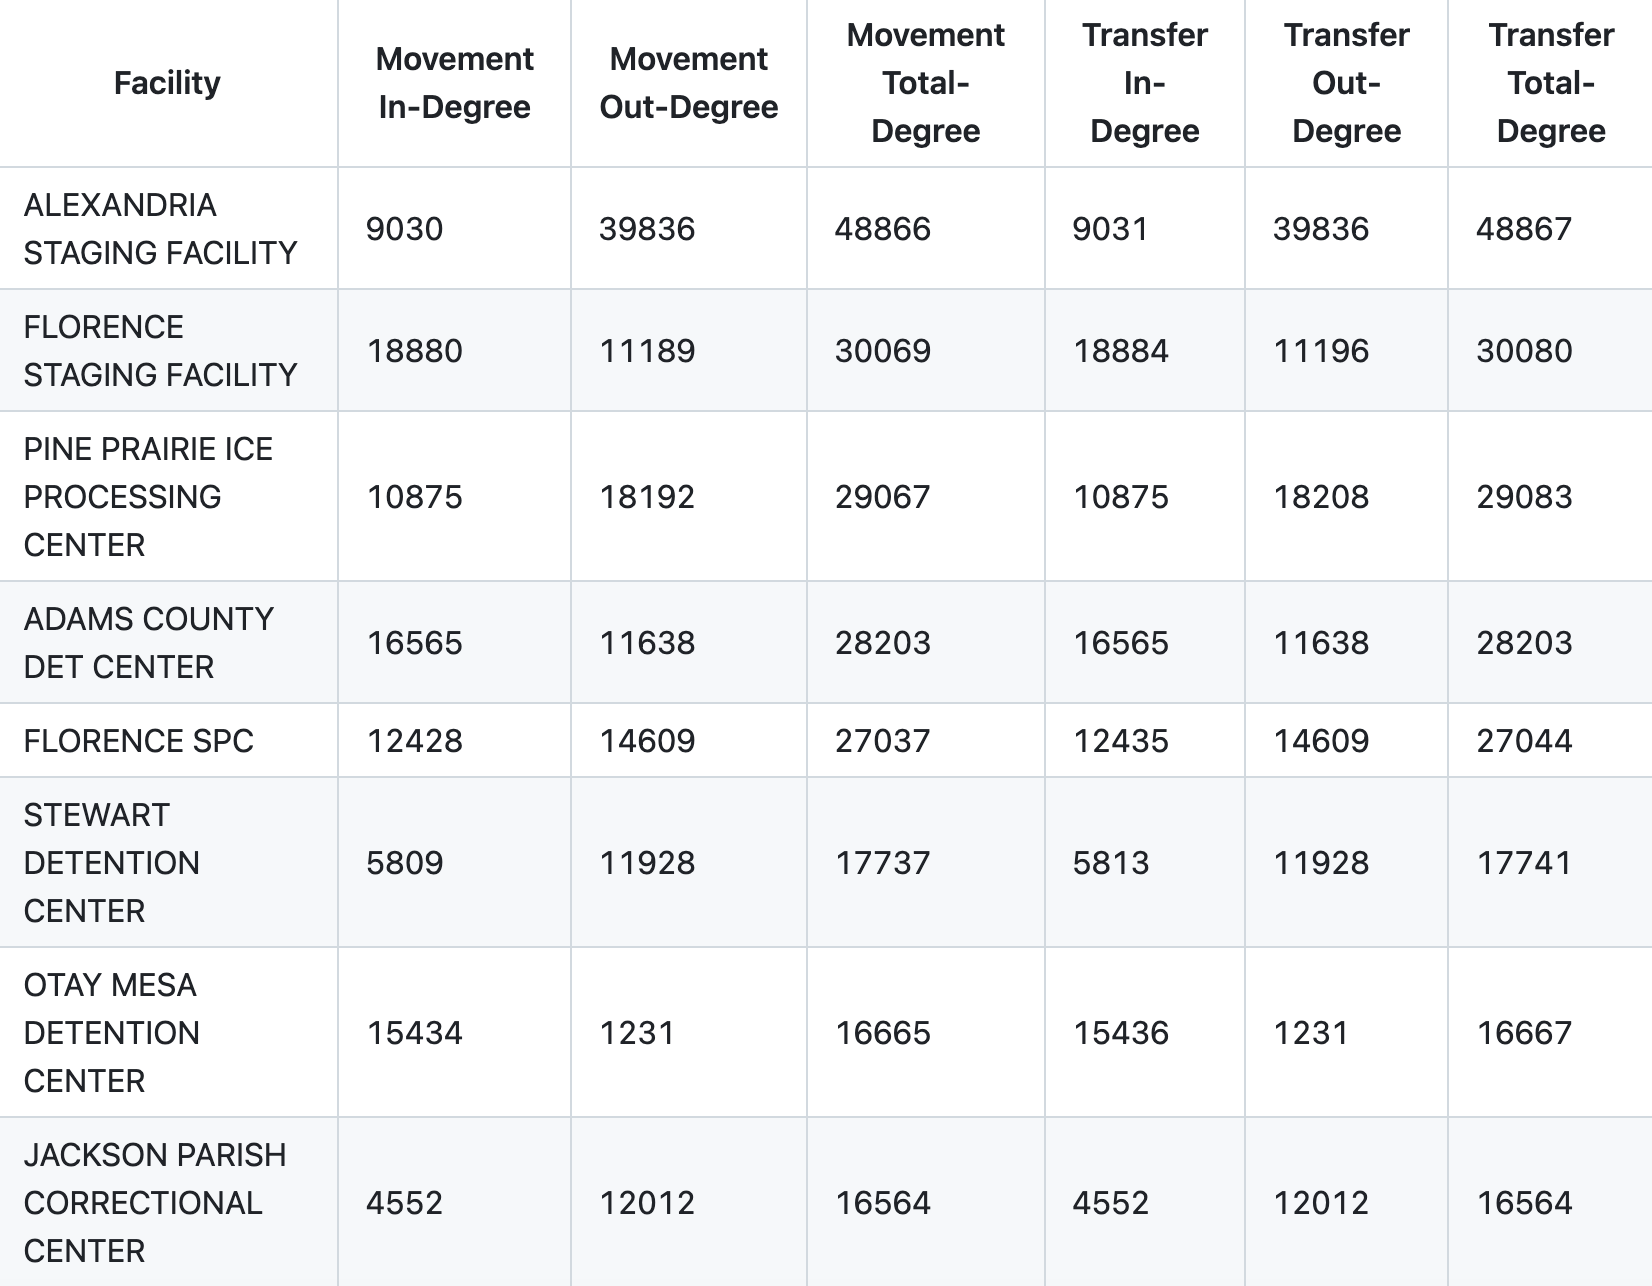 Facility | Movement In-Degree | Movement Out-Degree | Movement Total-Degree | Transfer In-Degree | Transfer Out-Degree | Transfer Total-Degree
ALEXANDRIA STAGING FACILITY | 9030 | 39836 | 48866 | 9031 | 39836 | 48867
FLORENCE STAGING FACILITY | 18880 | 11189 | 30069 | 18884 | 11196 | 30080
PINE PRAIRIE ICE PROCESSING CENTER | 10875 | 18192 | 29067 | 10875 | 18208 | 29083
ADAMS COUNTY DET CENTER | 16565 | 11638 | 28203 | 16565 | 11638 | 28203
FLORENCE SPC | 12428 | 14609 | 27037 | 12435 | 14609 | 27044
STEWART DETENTION CENTER | 5809 | 11928 | 17737 | 5813 | 11928 | 17741
OTAY MESA DETENTION CENTER | 15434 | 1231 | 16665 | 15436 | 1231 | 16667
JACKSON PARISH CORRECTIONAL CENTER | 4552 | 12012 | 16564 | 4552 | 12012 | 16564